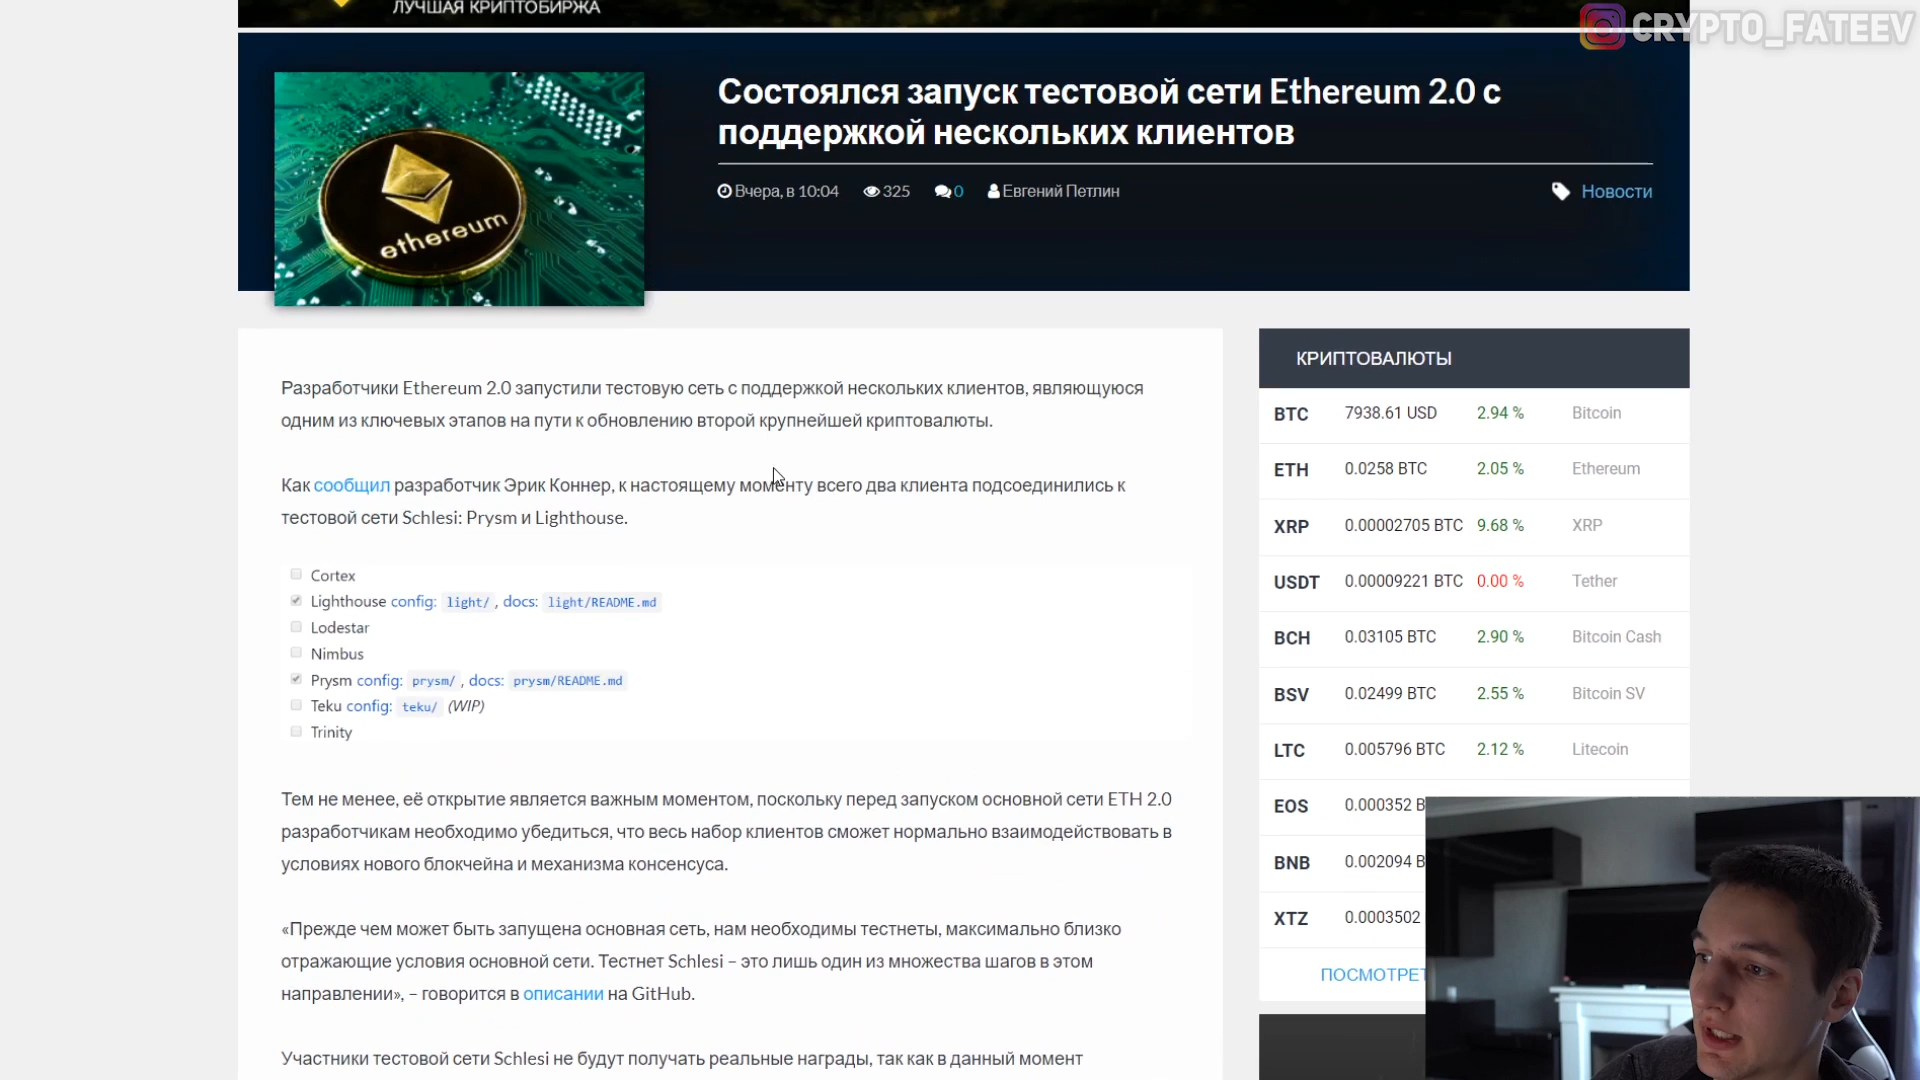 ЛУЧШАЯ КРИПТОБИРЖА
CRYPTO_FATEEV
Состоялся запуск тестовой сети Ethereum 2.0 с
поддержкой нескольких клиентов
Вчера, в 10:04 325 0 Евгений Петлин
Новости
ethereum
Разработчики Ethereum 2.0 запустили тестовую сеть с поддержкой нескольких клиентов, являющуюся
одним из ключевых этапов на пути к обновлению второй крупнейшей криптовалюты.
Как сообщил разработчик Эрик Коннер, к настоящему моменту всего два клиента подсоединились к
тестовой сети Schlesi: Prysm и Lighthouse.
Cortex
Lighthouse config: light/ , docs: light/README.md
Lodestar
Nimbus
Prysm config: prysm/ , docs: prysm/README.md
Teku config: teku/ (WIP)
Trinity
Тем не менее, её открытие является важным моментом, поскольку перед запуском основной сети ETH 2.0
разработчикам необходимо убедиться, что весь набор клиентов сможет нормально взаимодействовать в
условиях нового блокчейна и механизма консенсуса.
«Прежде чем может быть запущена основная сеть, нам необходимы тестнеты, максимально близко
отражающие условия основной сети. Тестнет Schlesi – это лишь один из множества шагов в этом
направлении», – говорится в описании на GitHub.
Участники тестовой сети Schlesi не будут получать реальные награды, так как в данный момент
КРИПТОВАЛЮТЫ
BTC 7938.61 USD 2.94 % Bitcoin
ETH 0.0258 BTC 2.05 % Ethereum
XRP 0.00002705 BTC 9.68 % XRP
USDT 0.00009221 BTC 0.00 % Tether
BCH 0.03105 BTC 2.90 % Bitcoin Cash
BSV 0.02499 BTC 2.55 % Bitcoin SV
LTC 0.005796 BTC 2.12 % Litecoin
EOS 0.000352 B
BNB 0.002094 B
XTZ 0.0003502
ПОСМОТРЕТ